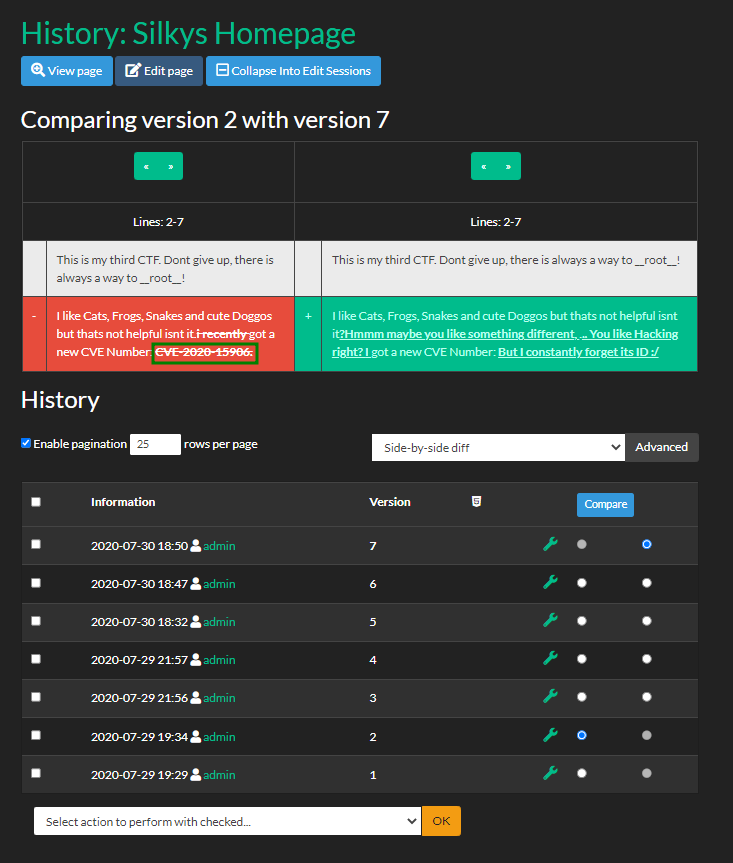 History: Silkys Homepage
View page Edit page Collapse Into Edit Sessions
Comparing version 2 with version 7
« » « »
Lines: 2-7 Lines: 2-7
This is my third CTF. Dont give up, there is
always a way to __root__!
This is my third CTF. Dont give up, there is always a way to __root__!
- I like Cats, Frogs, Snakes and cute Doggos
but thats not helpful isnt it.i recently got a
new CVE Number: CVE-2020-15906.
+ I like Cats, Frogs, Snakes and cute Doggos but thats not helpful isnt
it?Hmmm maybe you like something different, .. You like Hacking
right? I got a new CVE Number: But I constantly forget its ID :/
History
Enable pagination 25 rows per page Side-by-side diff Advanced
Information Version Compare
2020-07-30 18:50 admin 7
2020-07-30 18:47 admin 6
2020-07-30 18:32 admin 5
2020-07-29 21:57 admin 4
2020-07-29 21:56 admin 3
2020-07-29 19:34 admin 2
2020-07-29 19:29 admin 1
Select action to perform with checked... OK